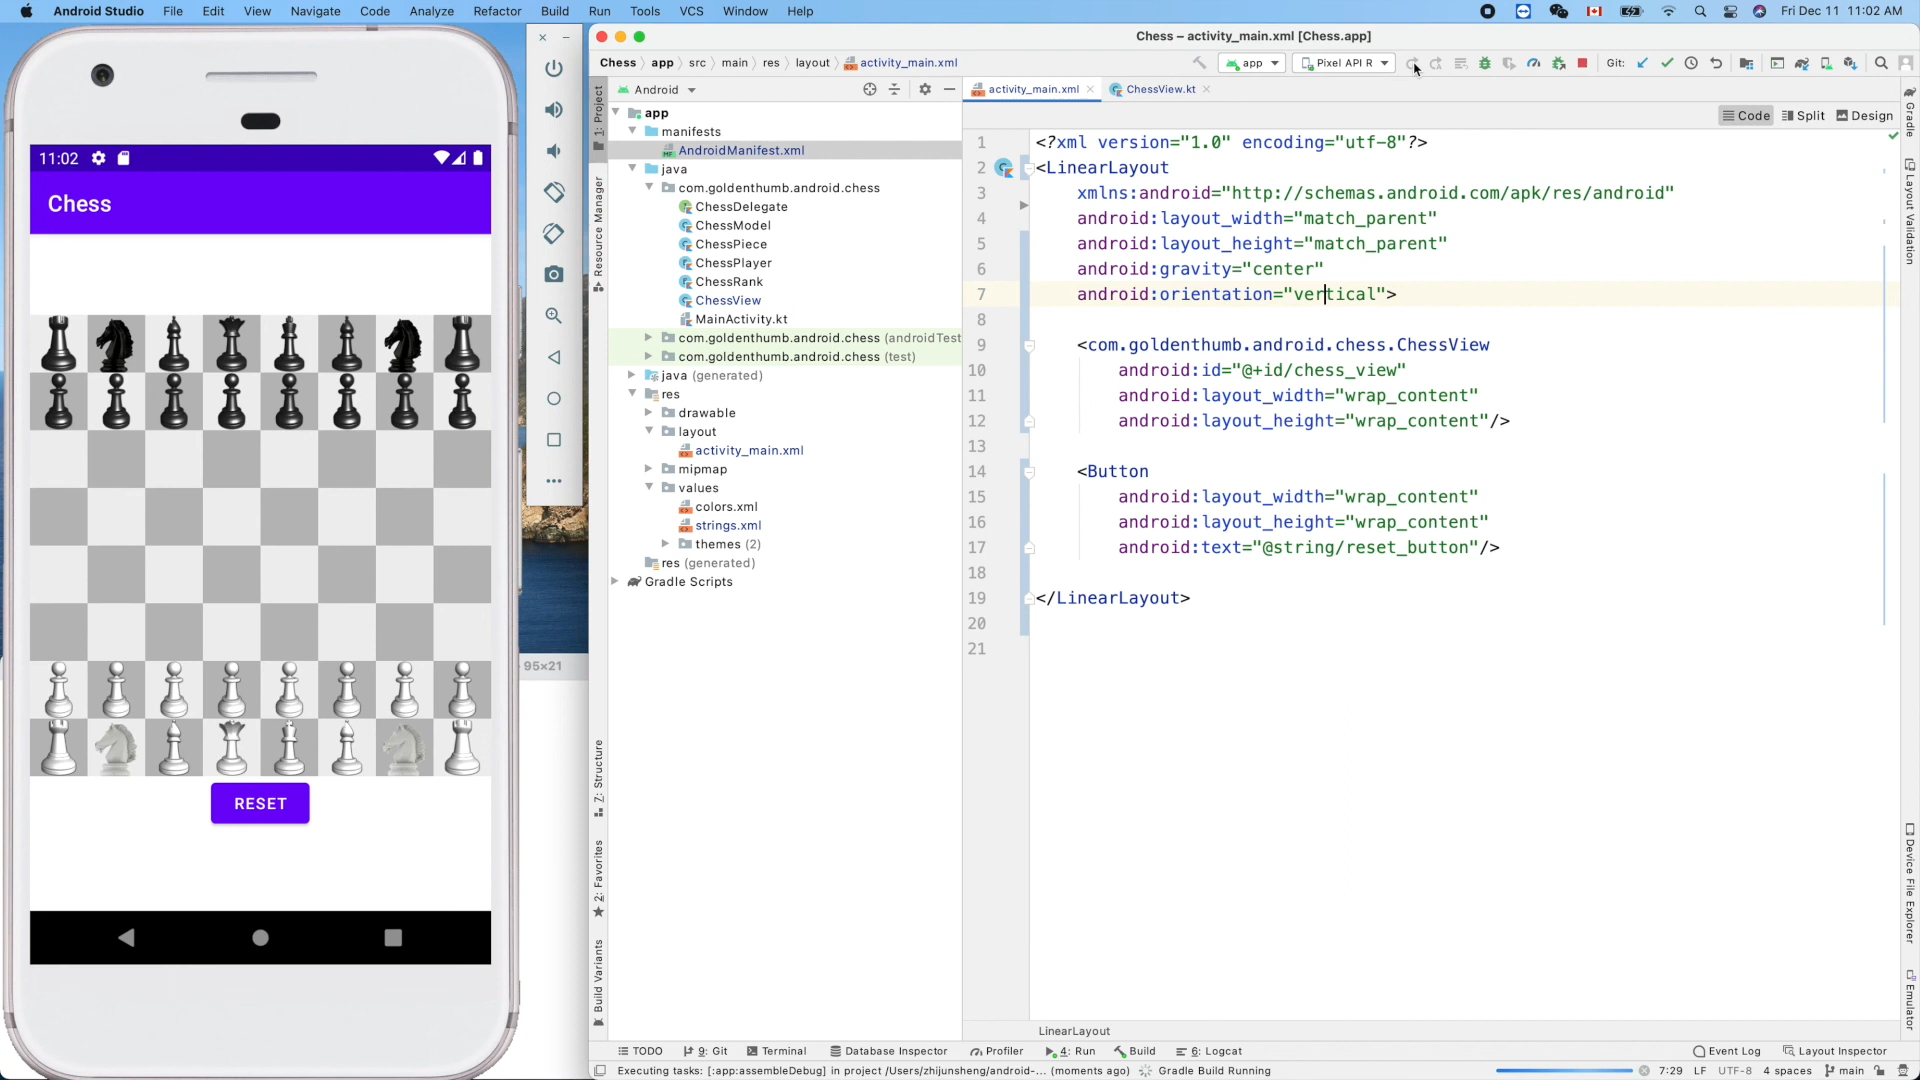 Android Studio File Edit View Navigate Code Analyze Refactor Build Run Tools VCS Window Help
Fri Dec 11 11:02 AM
Chess – activity_main.xml [Chess.app]
Chess app src main res layout activity_main.xml
app Pixel API R Git:
Android
activity_main.xml ChessView.kt
Code Split Design
11:02
Chess
RESET
95×21
1: Project
Resource Manager
Z: Structure
2: Favorites
Build Variants
app
manifests
AndroidManifest.xml
java
com.goldenthumb.android.chess
ChessDelegate
ChessModel
ChessPiece
ChessPlayer
ChessRank
ChessView
MainActivity.kt
com.goldenthumb.android.chess (androidTest
com.goldenthumb.android.chess (test)
java (generated)
res
drawable
layout
activity_main.xml
mipmap
values
colors.xml
strings.xml
themes (2)
res (generated)
Gradle Scripts
1 <?xml version="1.0" encoding="utf-8"?>
2 <LinearLayout
3 xmlns:android="http://schemas.android.com/apk/res/android"
4 android:layout_width="match_parent"
5 android:layout_height="match_parent"
6 android:gravity="center"
7 android:orientation="vertical">
8
9 <com.goldenthumb.android.chess.ChessView
10 android:id="@+id/chess_view"
11 android:layout_width="wrap_content"
12 android:layout_height="wrap_content"/>
13
14 <Button
15 android:layout_width="wrap_content"
16 android:layout_height="wrap_content"
17 android:text="@string/reset_button"/>
18
19 </LinearLayout>
20
21
LinearLayout
Gradle
Layout Validation
Device File Explorer
Emulator
TODO 9: Git Terminal Database Inspector Profiler 4: Run Build 6: Logcat Event Log Layout Inspector
Executing tasks: [:app:assembleDebug] in project /Users/zhijunsheng/android-... (moments ago) Gradle Build Running 7:29 LF UTF-8 4 spaces main